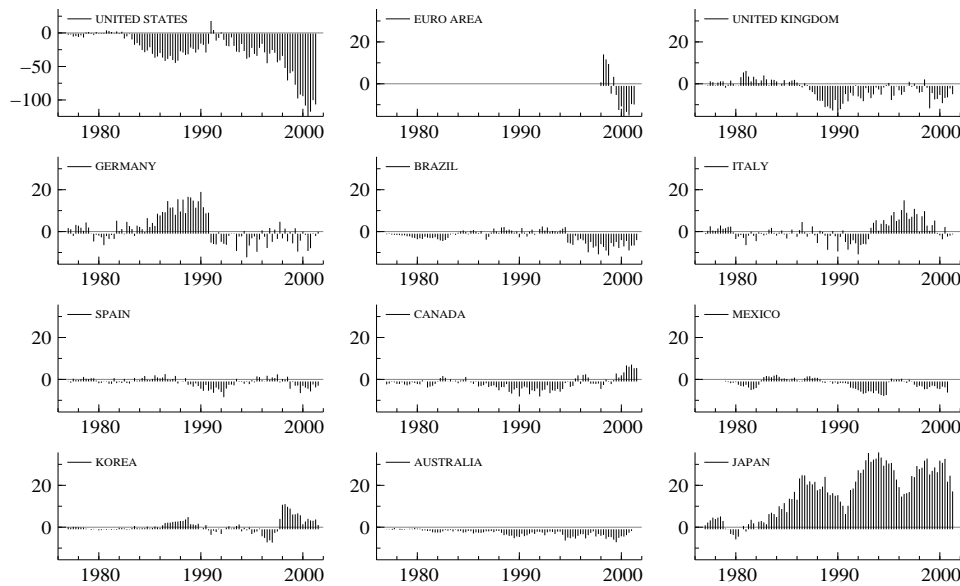 UNITED STATES
0
−50
−100
1980 1990 2000
EURO AREA
20
0
1980 1990 2000
UNITED KINGDOM
20
0
1980 1990 2000
GERMANY
20
0
1980 1990 2000
BRAZIL
20
0
1980 1990 2000
ITALY
20
0
1980 1990 2000
SPAIN
20
0
1980 1990 2000
CANADA
20
0
1980 1990 2000
MEXICO
20
0
1980 1990 2000
KOREA
20
0
1980 1990 2000
AUSTRALIA
20
0
1980 1990 2000
JAPAN
20
0
1980 1990 2000